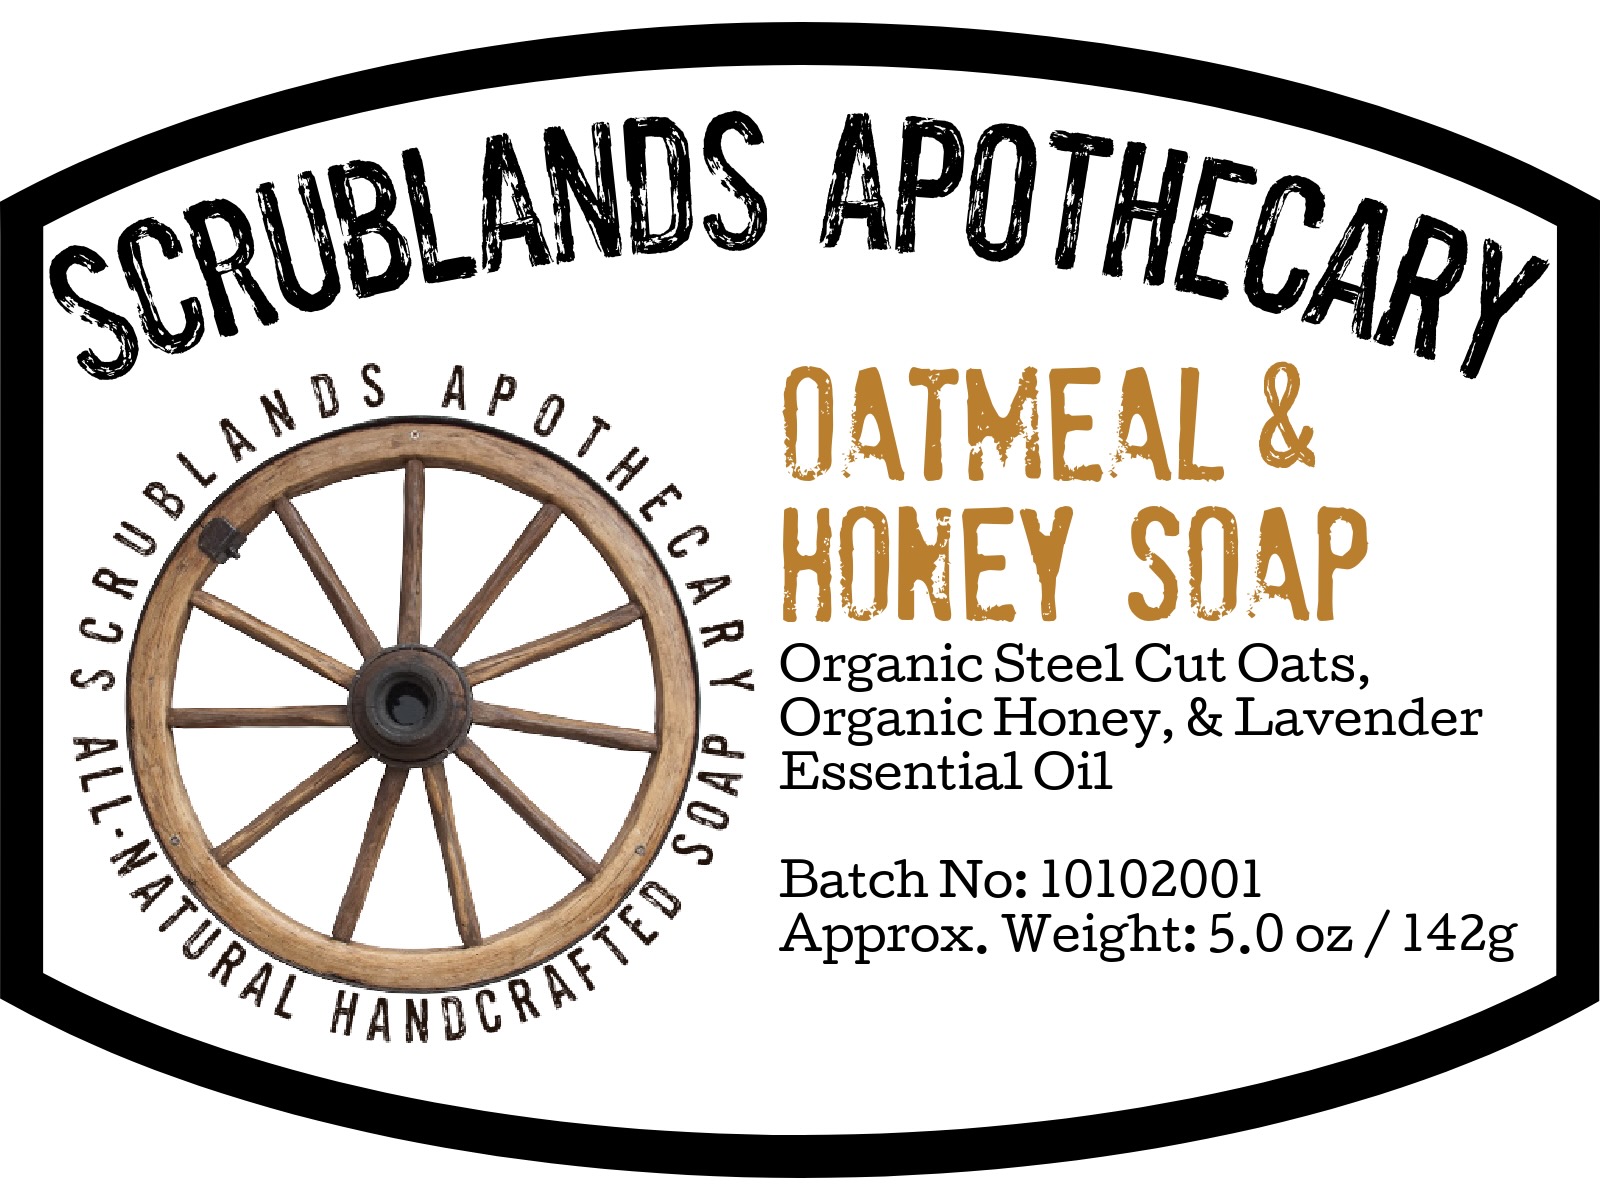 SCRUBLANDS APOTHECARY
SCRUBLANDS APOTHECARY
ALL-NATURAL HANDCRAFTED SOAP
OATMEAL &
HONEY SOAP
Organic Steel Cut Oats,
Organic Honey, & Lavender
Essential Oil
Batch No: 10102001
Approx. Weight: 5.0 oz / 142g